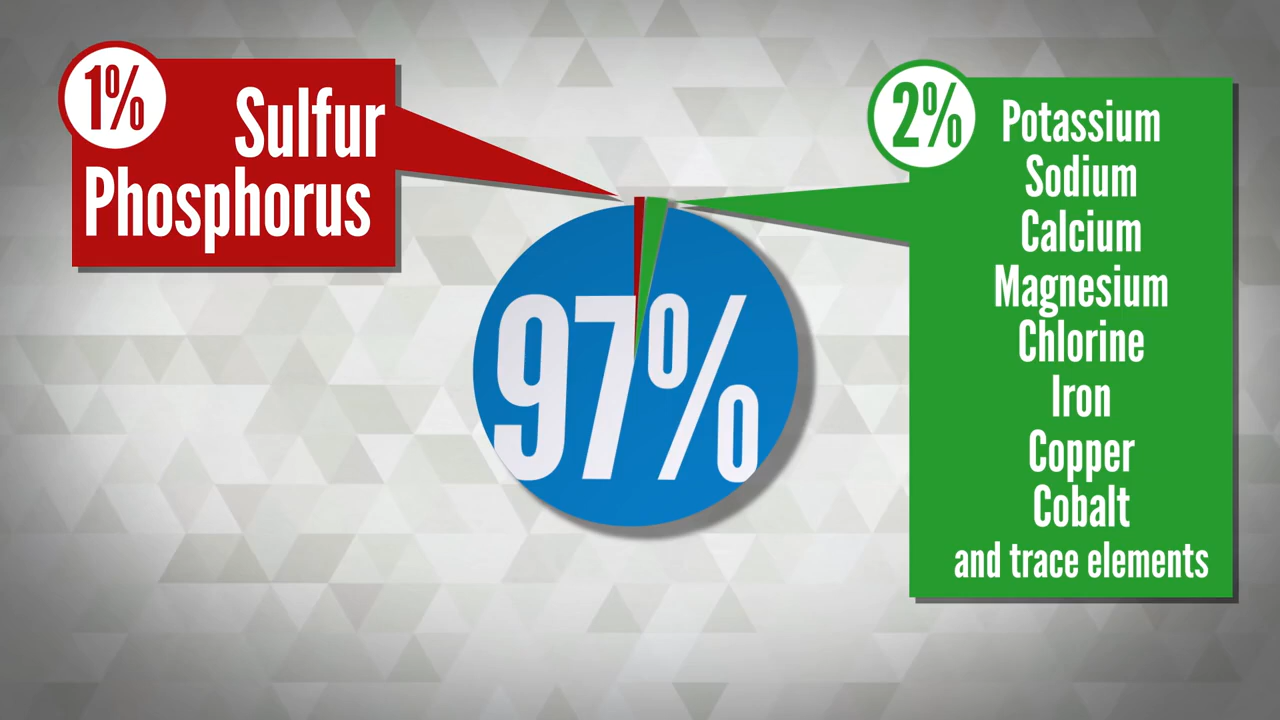 1%
Sulfur
Phosphorus
97%
2%
Potassium
Sodium
Calcium
Magnesium
Chlorine
Iron
Copper
Cobalt
and trace elements